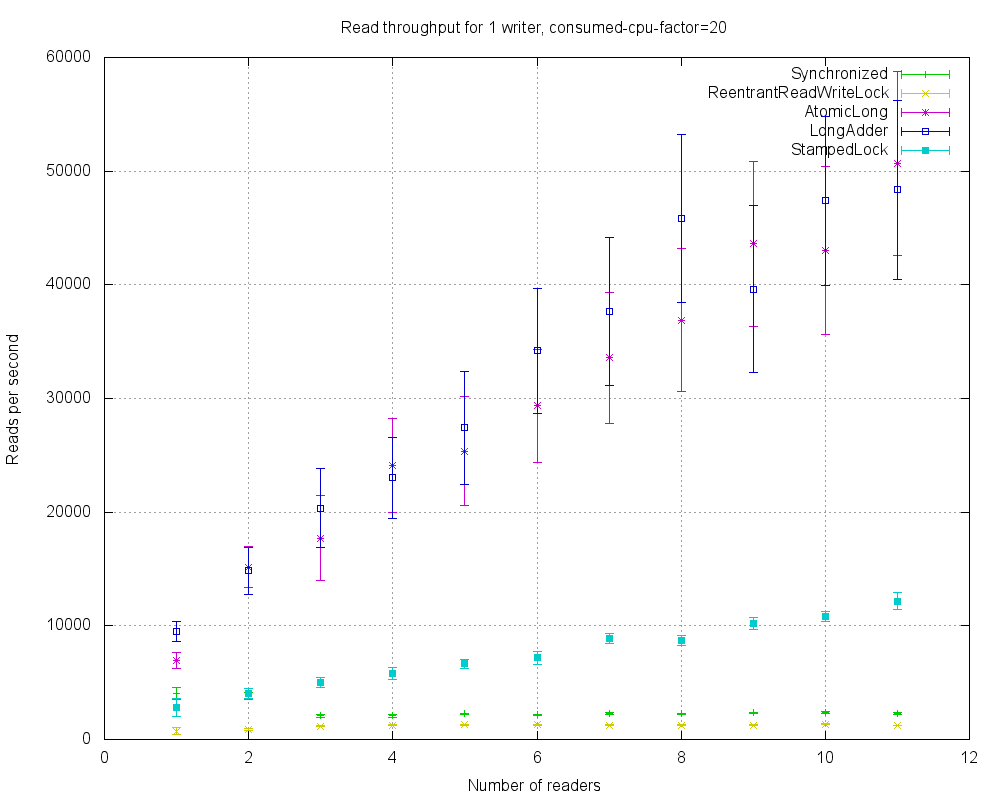 Read throughput for 1 writer, consumed-cpu-factor=20
Synchronized
ReentrantReadWriteLock
AtomicLong
LongAdder
StampedLock
60000
50000
40000
30000
20000
10000
0
Reads per second
0 2 4 6 8 10 12
Number of readers